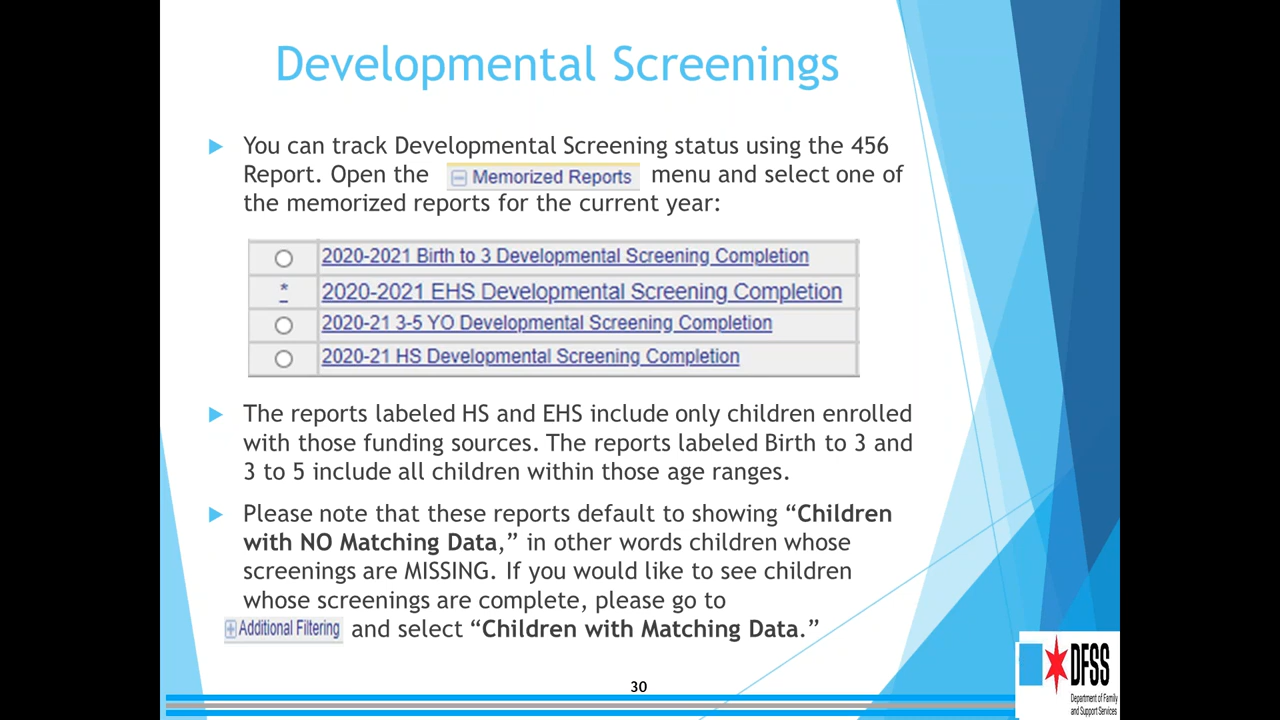 Developmental Screenings
You can track Developmental Screening status using the 456
Report. Open the Memorized Reports menu and select one of
the memorized reports for the current year:
2020-2021 Birth to 3 Developmental Screening Completion
* 2020-2021 EHS Developmental Screening Completion
2020-21 3-5 YO Developmental Screening Completion
2020-21 HS Developmental Screening Completion
The reports labeled HS and EHS include only children enrolled
with those funding sources. The reports labeled Birth to 3 and
3 to 5 include all children within those age ranges.
Please note that these reports default to showing “Children
with NO Matching Data,” in other words children whose
screenings are MISSING. If you would like to see children
whose screenings are complete, please go to
Additional Filtering and select “Children with Matching Data.”
30
DFSS
Department of Family
and Support Services